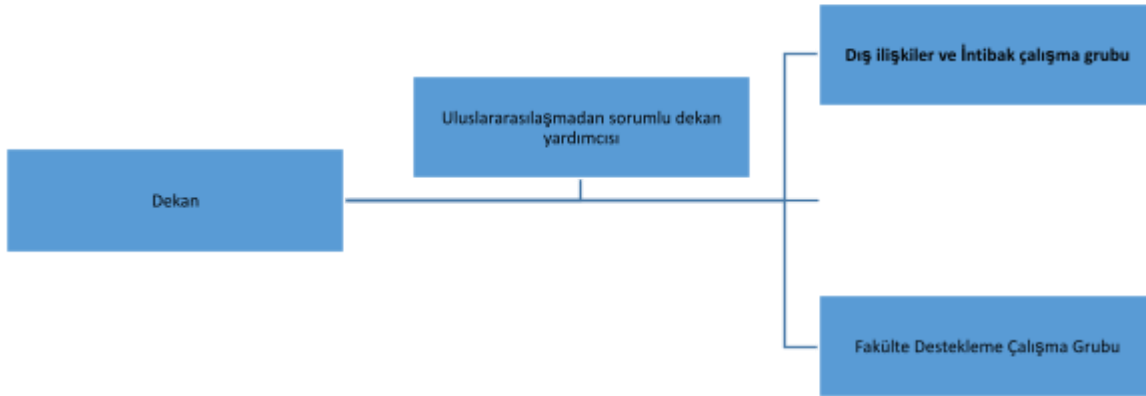 Dış ilişkiler ve İntibak çalışma grubu
Uluslararasılaşmadan sorumlu dekan
yardımcısı
Dekan
Fakülte Destekleme Çalışma Grubu